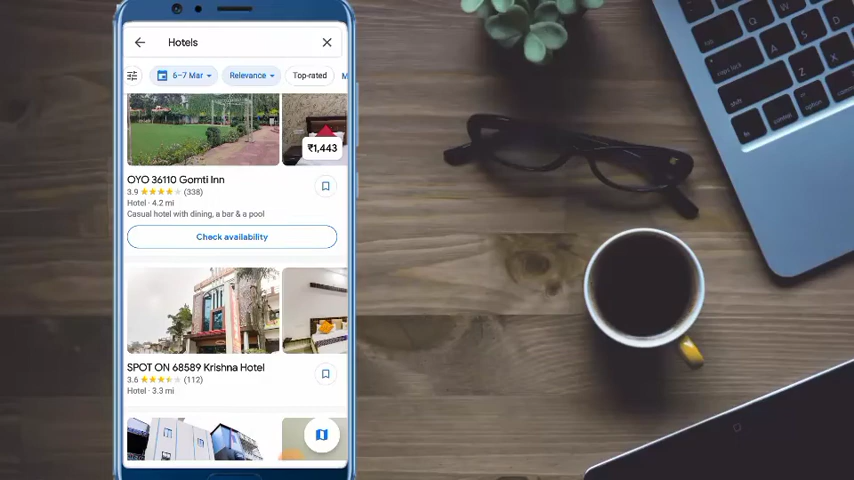 Hotels
6–7 Mar
Relevance
Top-rated
₹1,443
OYO 36110 Gomti Inn
3.9 (338)
Hotel · 4.2 mi
Casual hotel with dining, a bar & a pool
Check availability
SPOT ON 68589 Krishna Hotel
3.6 (112)
Hotel · 3.3 mi